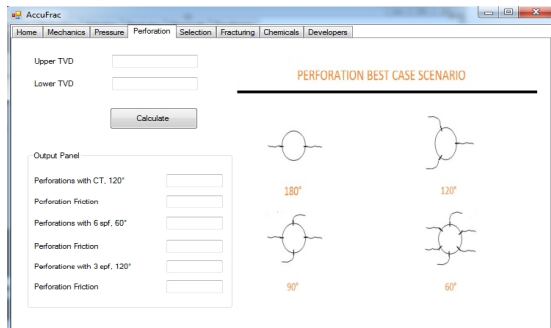 AccuFrac
Home Mechanics Pressure Perforation Selection Fracturing Chemicals Developers
Upper TVD
Lower TVD
Calculate
PERFORATION BEST CASE SCENARIO
Output Panel
Perforations with CT, 120°
Perforation Friction
Perforations with 6 spf, 60°
Perforation Friction
Perforations with 3 spf, 120°
Perforation Friction
180°
120°
90°
60°